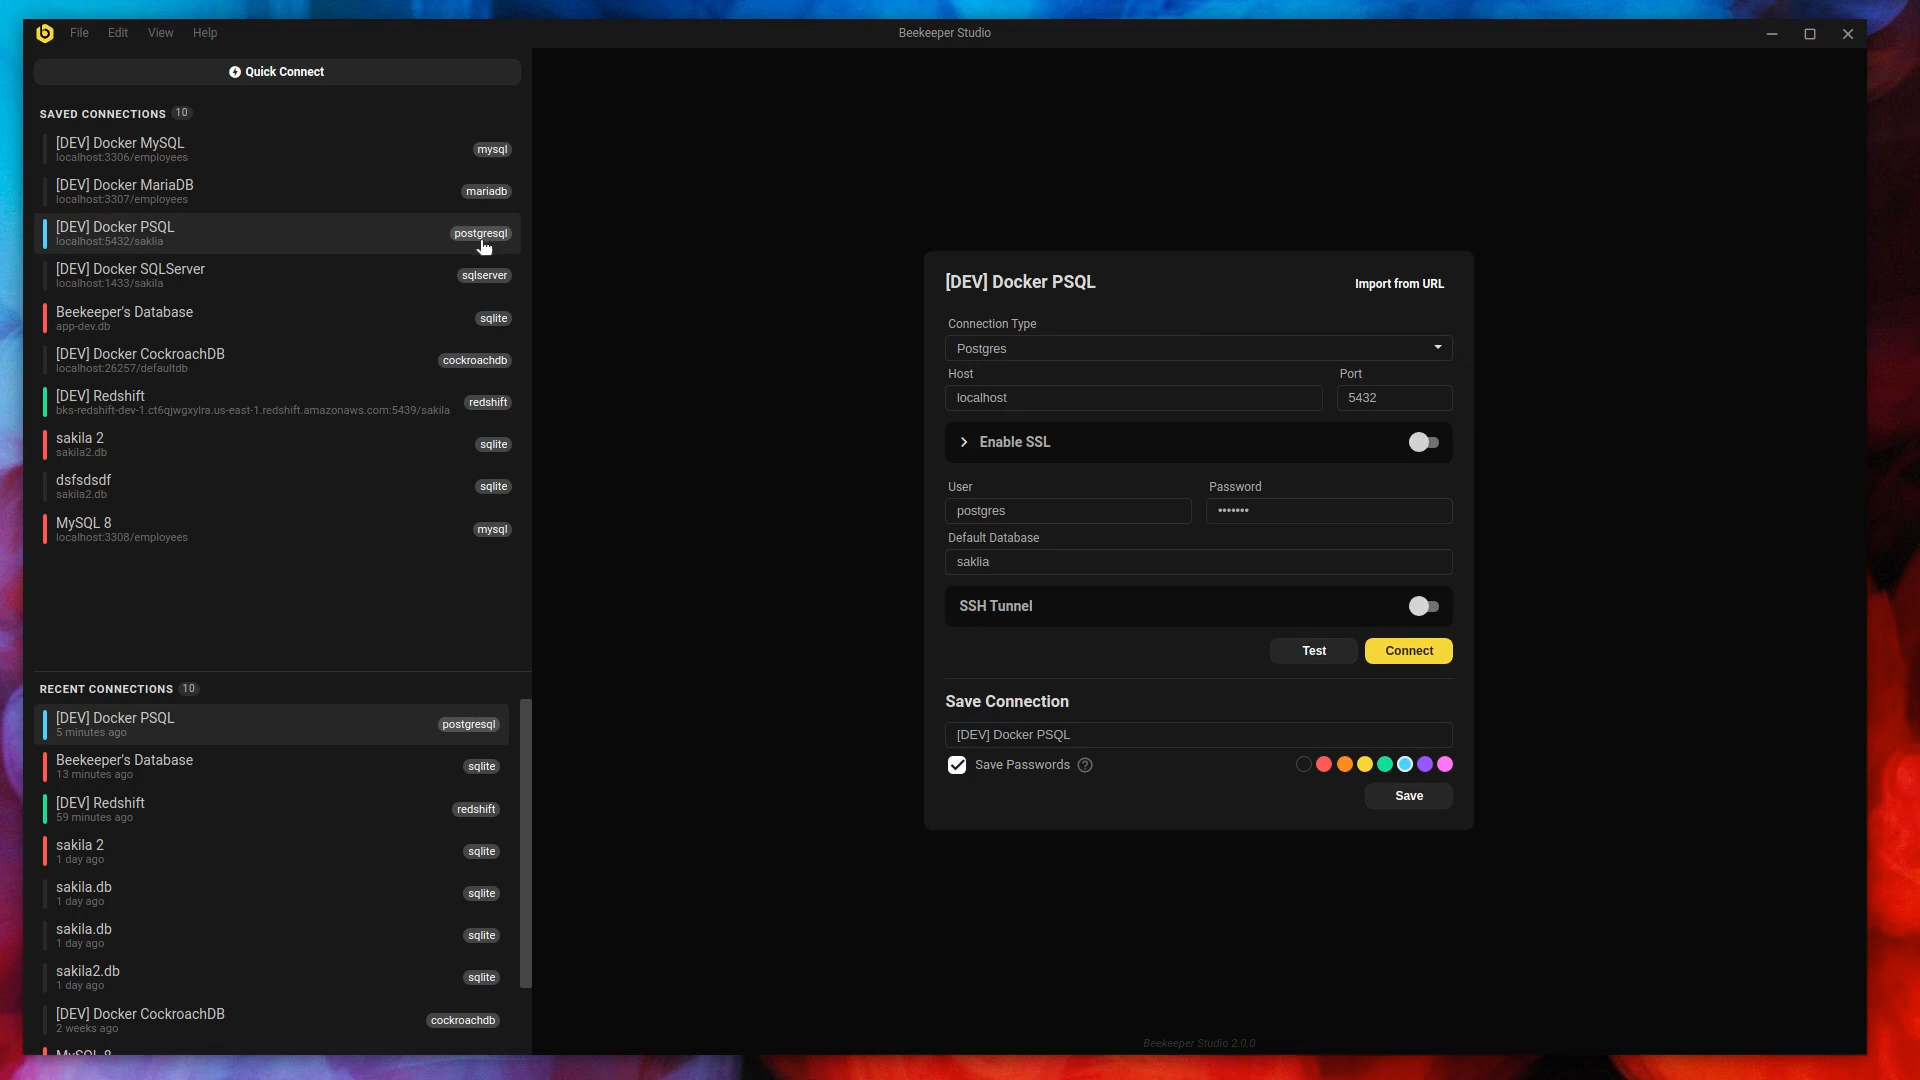 File Edit View Help
Beekeeper Studio
Quick Connect
SAVED CONNECTIONS 10
[DEV] Docker MySQL
localhost:3306/employees
mysql
[DEV] Docker MariaDB
localhost:3307/employees
mariadb
[DEV] Docker PSQL
localhost:5432/saklia
postgresql
[DEV] Docker SQLServer
localhost:1433/sakila
sqlserver
Beekeeper's Database
app-dev.db
sqlite
[DEV] Docker CockroachDB
localhost:26257/defaultdb
cockroachdb
[DEV] Redshift
bks-redshift-dev-1.ct6qjwgxylra.us-east-1.redshift.amazonaws.com:5439/sakila
redshift
sakila 2
sakila2.db
sqlite
dsfsdsdf
sakila2.db
sqlite
MySQL 8
localhost:3308/employees
mysql
RECENT CONNECTIONS 10
[DEV] Docker PSQL
5 minutes ago
postgresql
Beekeeper's Database
13 minutes ago
sqlite
[DEV] Redshift
59 minutes ago
redshift
sakila 2
1 day ago
sqlite
sakila.db
1 day ago
sqlite
sakila.db
1 day ago
sqlite
sakila2.db
1 day ago
sqlite
[DEV] Docker CockroachDB
2 weeks ago
cockroachdb
MySQL 8
[DEV] Docker PSQL
Import from URL
Connection Type
Postgres
Host Port
localhost 5432
Enable SSL
User Password
postgres •••••••
Default Database
saklia
SSH Tunnel
Test Connect
Save Connection
[DEV] Docker PSQL
Save Passwords
Save
Beekeeper Studio 2.0.0